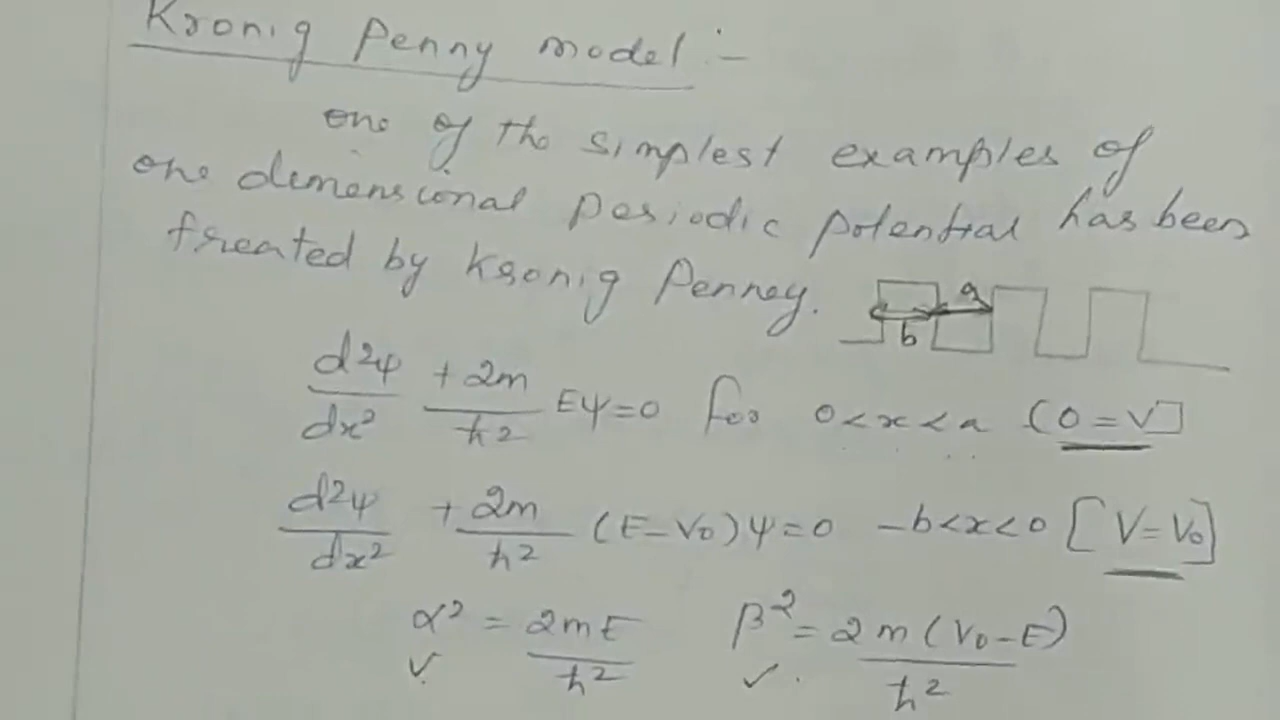 Kronig Penny model :-
one of the simplest examples of
one dimensional periodic potential has been
treated by Kronig Penney.
a
b
d²ψ/dx² + 2m/ħ² Eψ=0 for 0<x<a (0=V]
d²ψ/dx² + 2m/ħ² (E-V₀)ψ=0 -b<x<0 [V=V₀]
α² = 2mE/ħ² β² = 2m(V₀-E)/ħ²